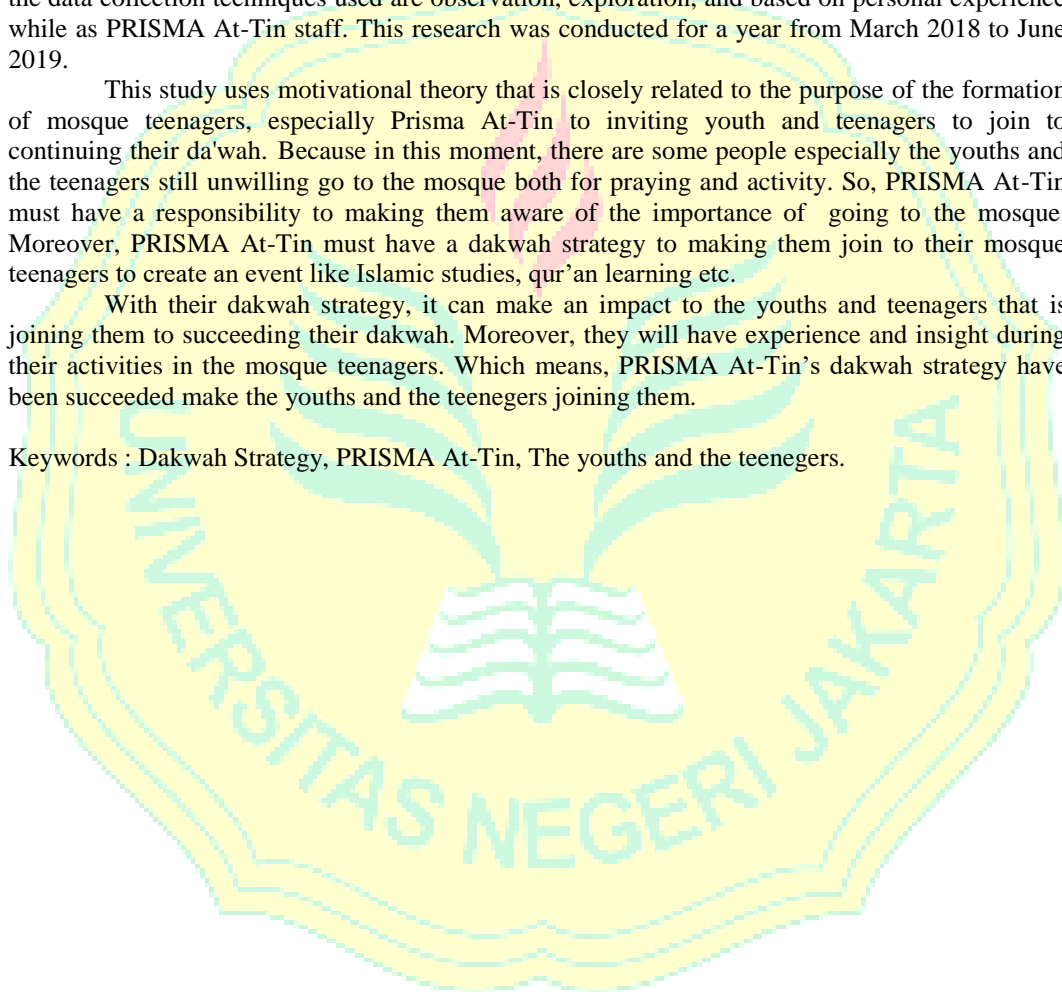 the data collection techniques used are observation, exploration, and based on personal experience
while as PRISMA At-Tin staff. This research was conducted for a year from March 2018 to June
2019.
This study uses motivational theory that is closely related to the purpose of the formation
of mosque teenagers, especially Prisma At-Tin to inviting youth and teenagers to join to
continuing their da'wah. Because in this moment, there are some people especially the youths and
the teenagers still unwilling go to the mosque both for praying and activity. So, PRISMA At-Tin
must have a responsibility to making them aware of the importance of going to the mosque
Moreover, PRISMA At-Tin must have a dakwah strategy to making them join to their mosque
teenagers to create an event like Islamic studies, qur’an learning etc.
With their dakwah strategy, it can make an impact to the youths and teenagers that is
joining them to succeeding their dakwah. Moreover, they will have experience and insight during
their activities in the mosque teenagers. Which means, PRISMA At-Tin’s dakwah strategy have
been succeeded make the youths and the teenegers joining them.
Keywords : Dakwah Strategy, PRISMA At-Tin, The youths and the teenegers.
UNIVERSITAS NEGERI JAKARTA